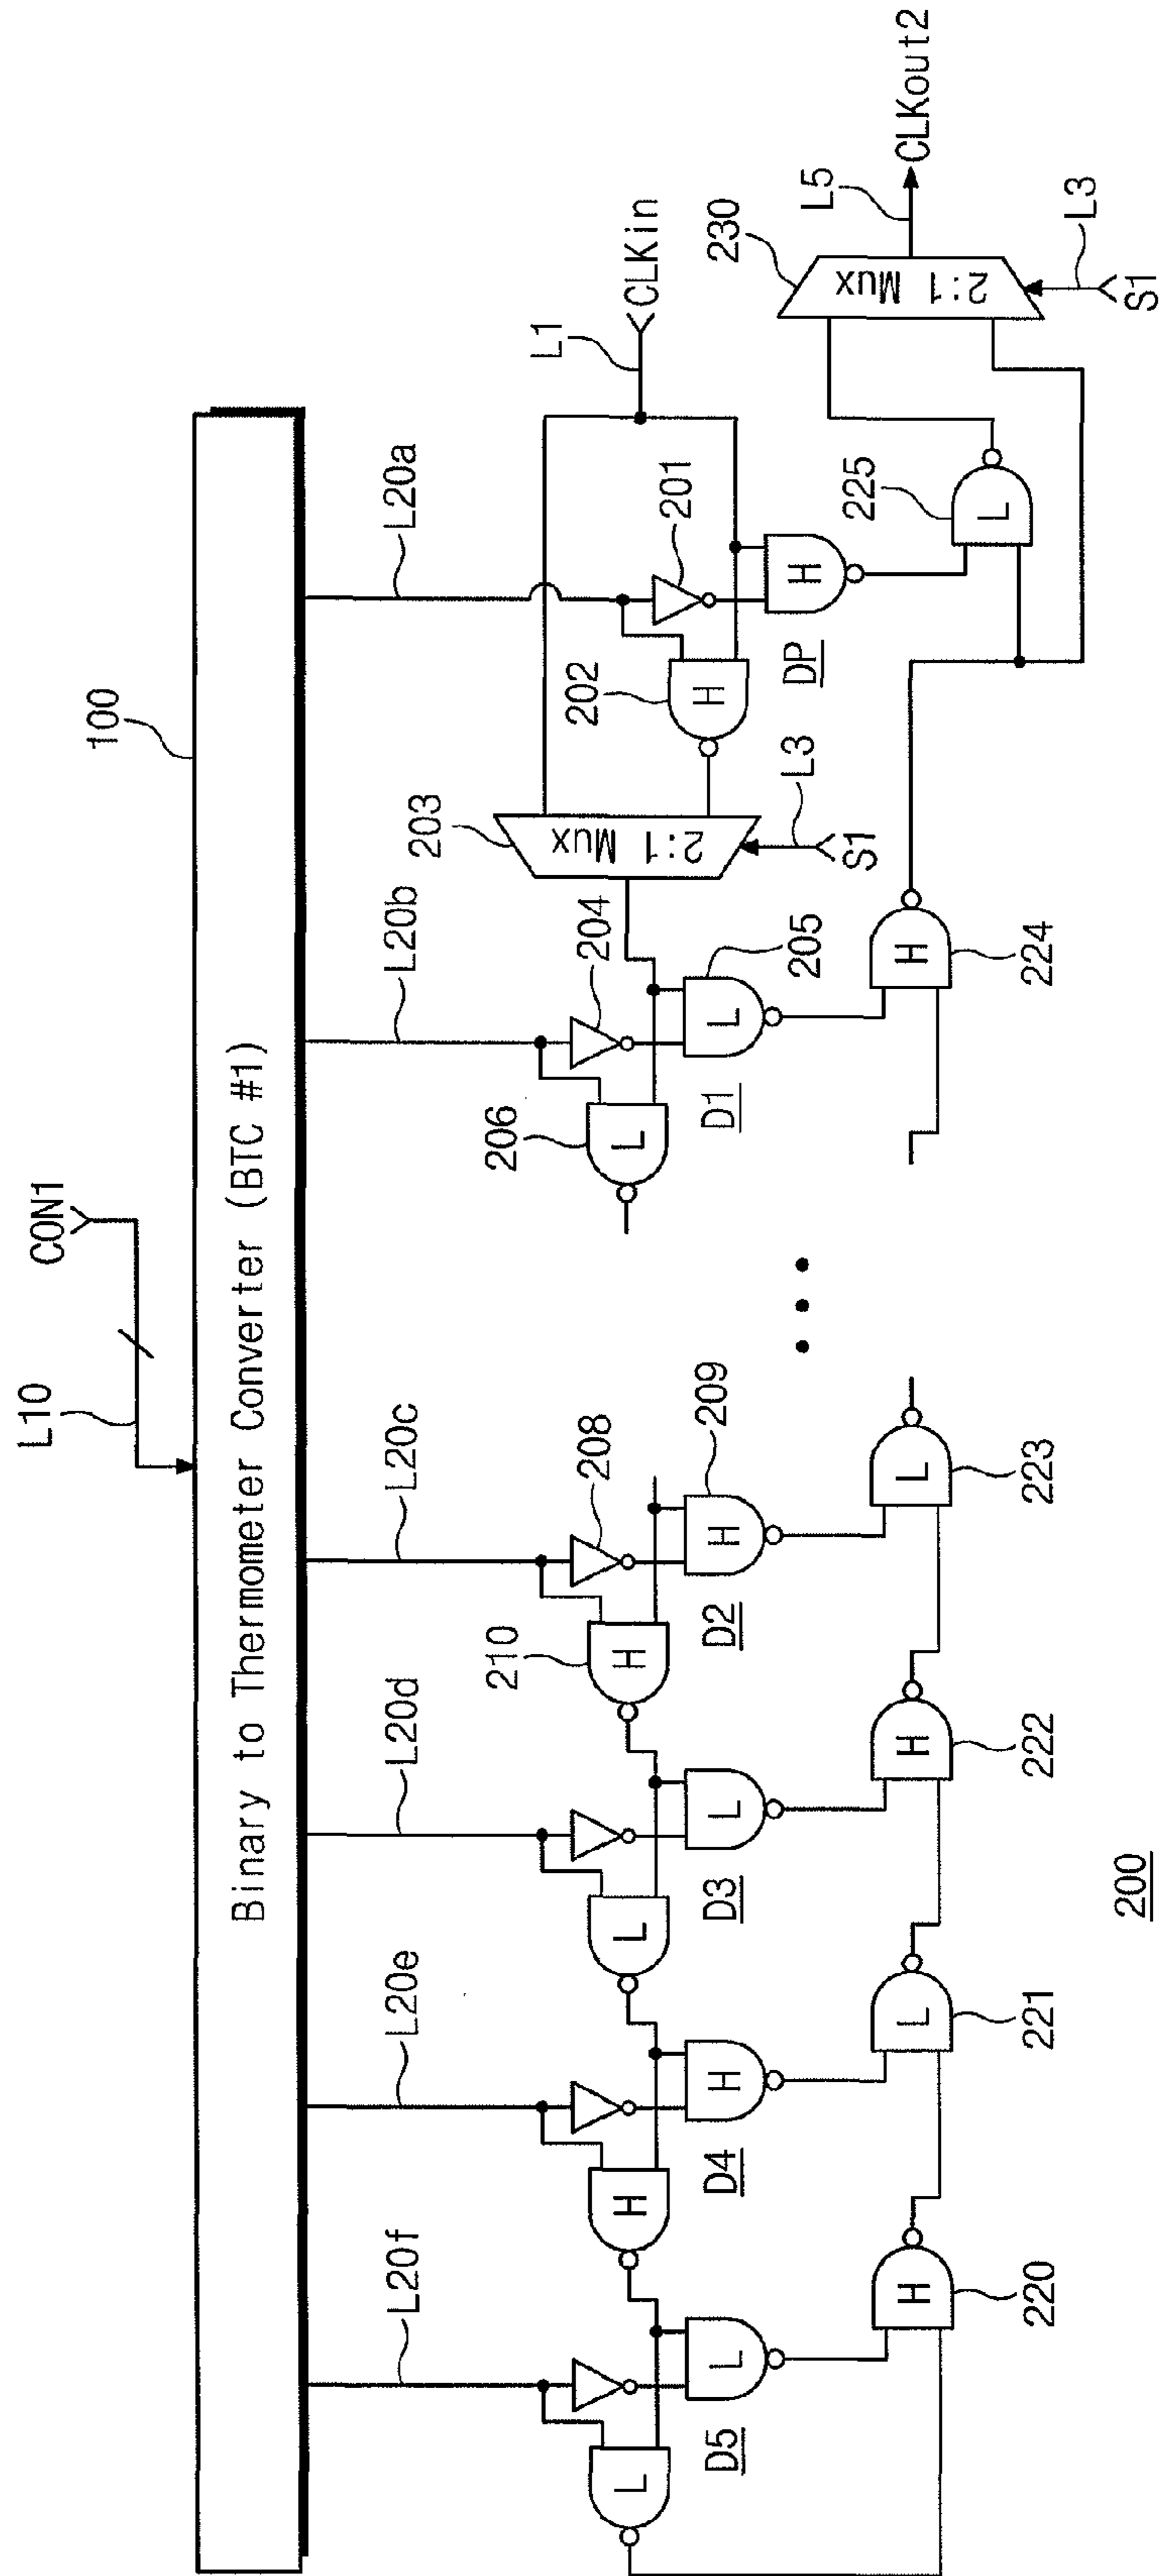 L10
CON1
100
Binary to Thermometer Converter (BTC #1)
L20f
L20e
L20d
L20c
L20b
L20a
L1
CLKin
208
204
203
2:1 Mux
201
210
206
202
L
H
L
H
L
H
209
205
L
H
L
H
L
H
D5
D4
D3
D2
D1
DP
L3
S1
230
2:1 Mux
L5
CLKout2
225
L
L3
S1
H
L
H
L
H
220
221
222
223
224
200